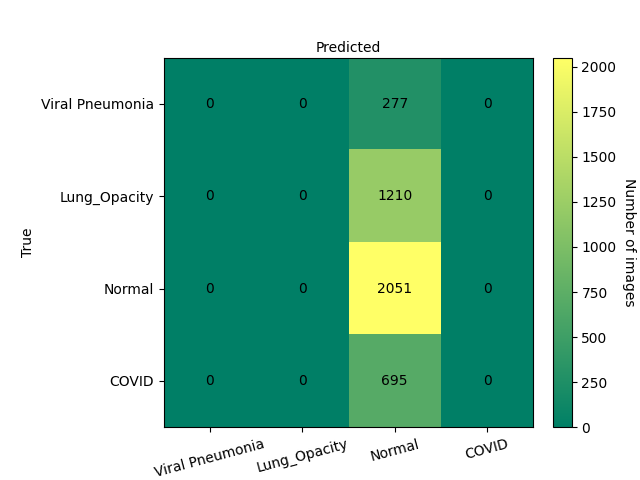 Predicted
True
Viral Pneumonia 0 0 277 0
Lung_Opacity 0 0 1210 0
Normal 0 0 2051 0
COVID 0 0 695 0
Viral Pneumonia Lung_Opacity Normal COVID
2000
1750
1500
1250
1000
750
500
250
0
Number of images